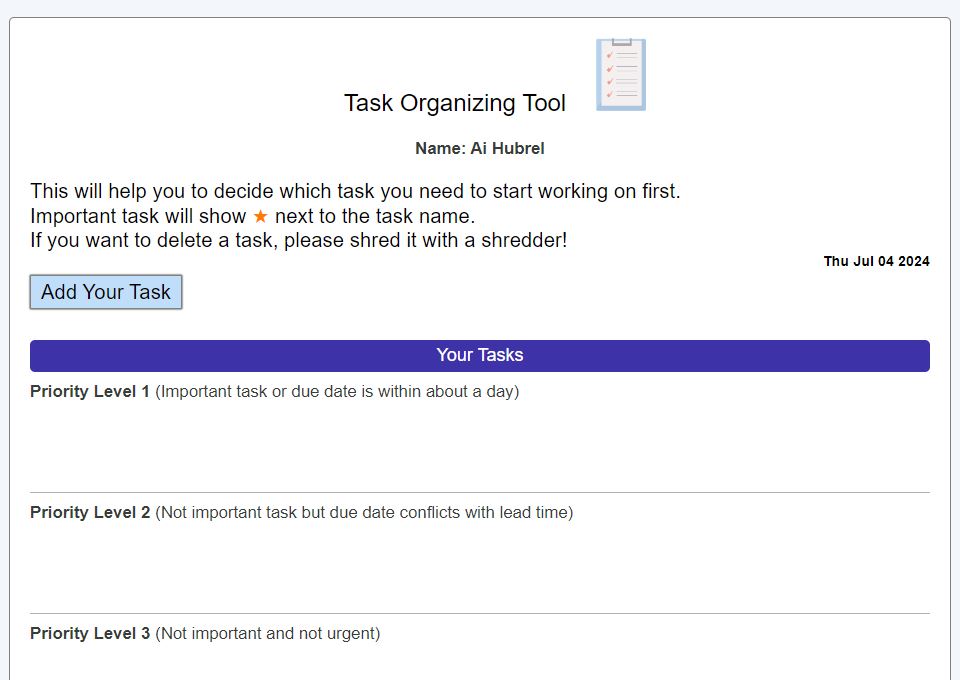 Task Organizing Tool
Name: Ai Hubrel
This will help you to decide which task you need to start working on first.
Important task will show ★ next to the task name.
If you want to delete a task, please shred it with a shredder!
Thu Jul 04 2024
Add Your Task
Your Tasks
Priority Level 1 (Important task or due date is within about a day)
Priority Level 2 (Not important task but due date conflicts with lead time)
Priority Level 3 (Not important and not urgent)